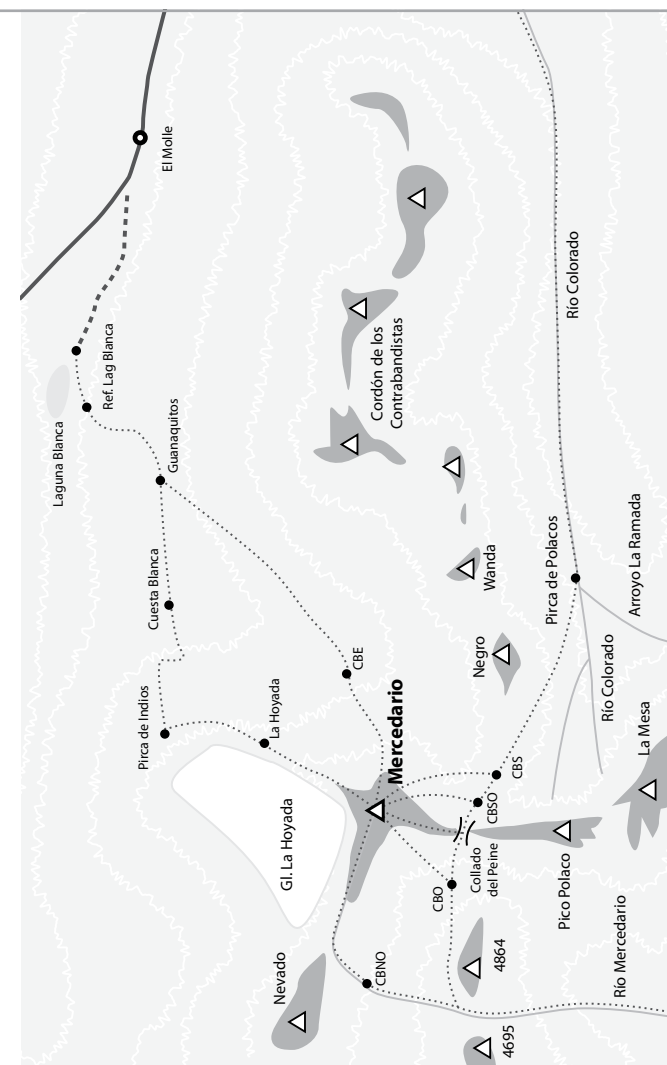 El Molle
Ref. Lag Blanca
Laguna Blanca
Guanaquitos
Cuesta Blanca
Pirca de Indios
La Hoyada
CBE
Gl. La Hoyada
Mercedario
Cordón de los
Contrabandistas
Wanda
Negro
Río Colorado
Pirca de Polacos
Arroyo La Ramada
Río Colorado
La Mesa
CBS
CBSO
Collado
del Peine
CBO
Pico Polaco
4864
Río Mercedario
Nevado
CBNO
4695